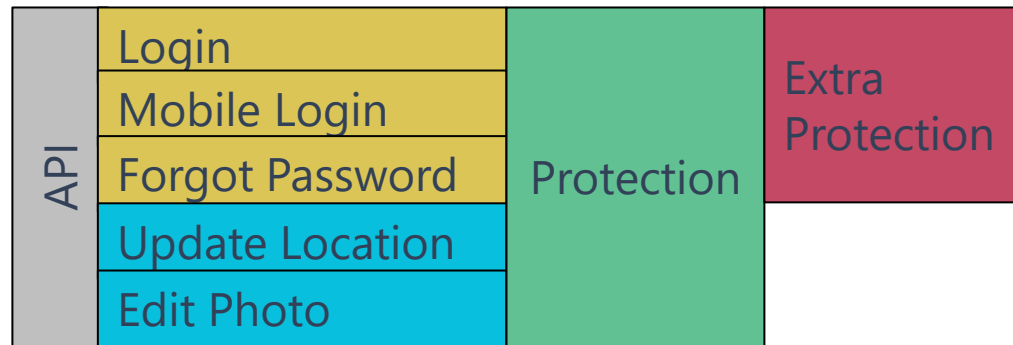 API
Login
Mobile Login
Forgot Password
Update Location
Edit Photo
Protection
Extra
Protection